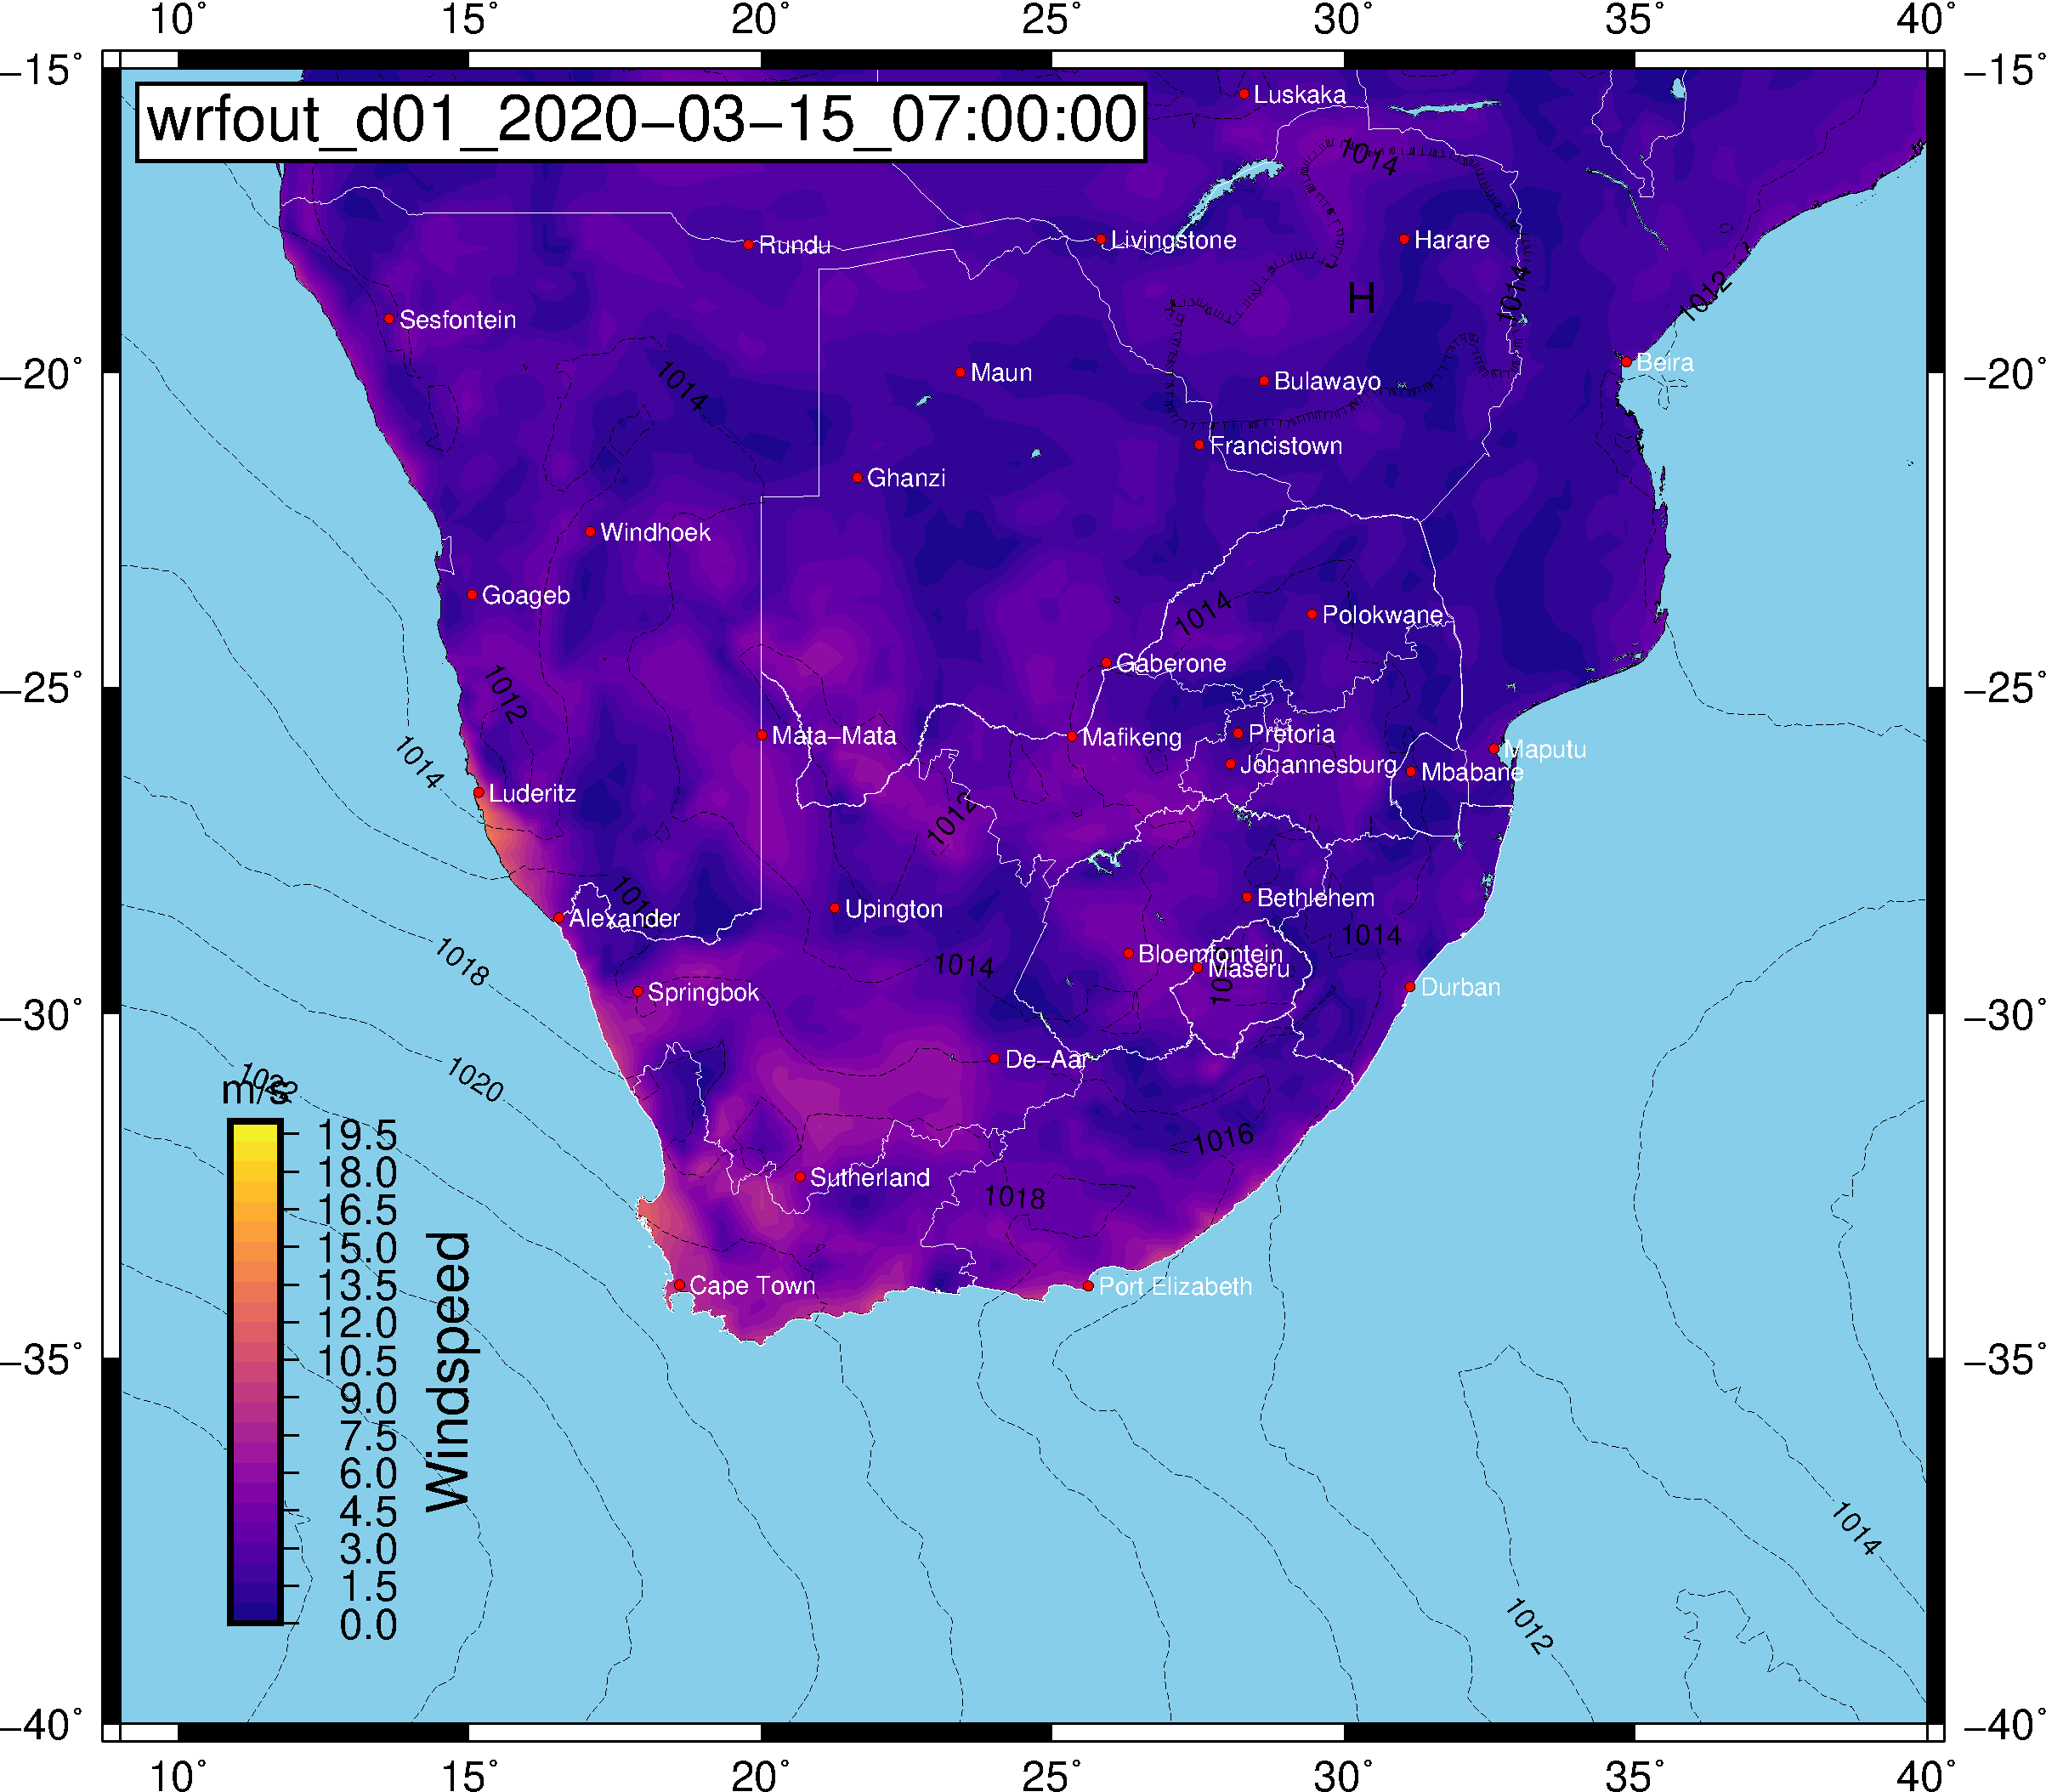 10° 15° 20° 25° 30° 35° 40°
−15° −15°
wrfout_d01_2020−03−15_07:00:00
Luskaka
1014
Rundu
Livingstone
Harare
H
1014
1012
Sesfontein
Beira
−20° −20°
Maun
1014
Bulawayo
Francistown
Ghanzi
Windhoek
Goageb
1014
Polokwane
Gaberone
−25° −25°
1012
Mata−Mata
Mafikeng
Pretoria
Maputu
1014
Johannesburg
Mbabane
Luderitz
1012
Bethlehem
Upington
Alexander
1014
1018
Bloemfontein
1014
Maseru
Springbok
Durban
−30° −30°
De−Aar
1020
1022
m/s
19.5
18.0
16.5
15.0
13.5
12.0
10.5
9.0
7.5
6.0
4.5
3.0
1.5
0.0
Windspeed
1016
Sutherland
1018
Cape Town
Port Elizabeth
−35° −35°
1014
1012
−40° −40°
10° 15° 20° 25° 30° 35° 40°